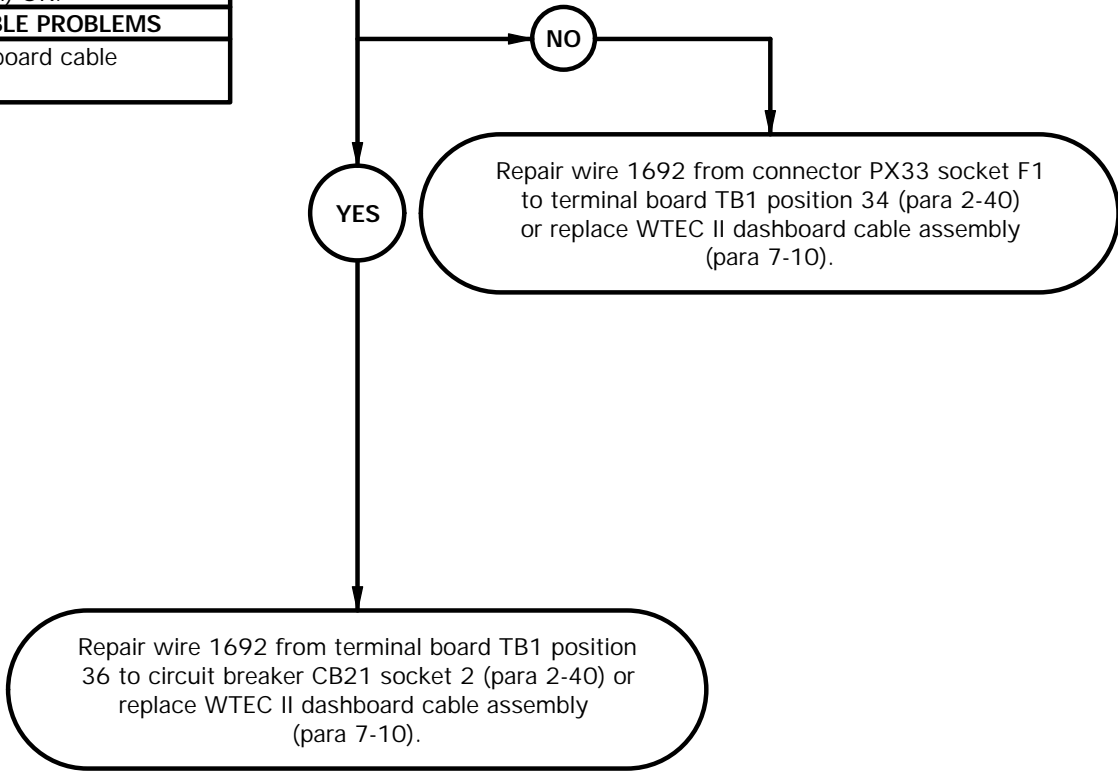 BLE PROBLEMS
board cable
NO
YES
Repair wire 1692 from connector PX33 socket F1
to terminal board TB1 position 34 (para 2-40)
or replace WTEC II dashboard cable assembly
(para 7-10).
Repair wire 1692 from terminal board TB1 position
36 to circuit breaker CB21 socket 2 (para 2-40) or
replace WTEC II dashboard cable assembly
(para 7-10).